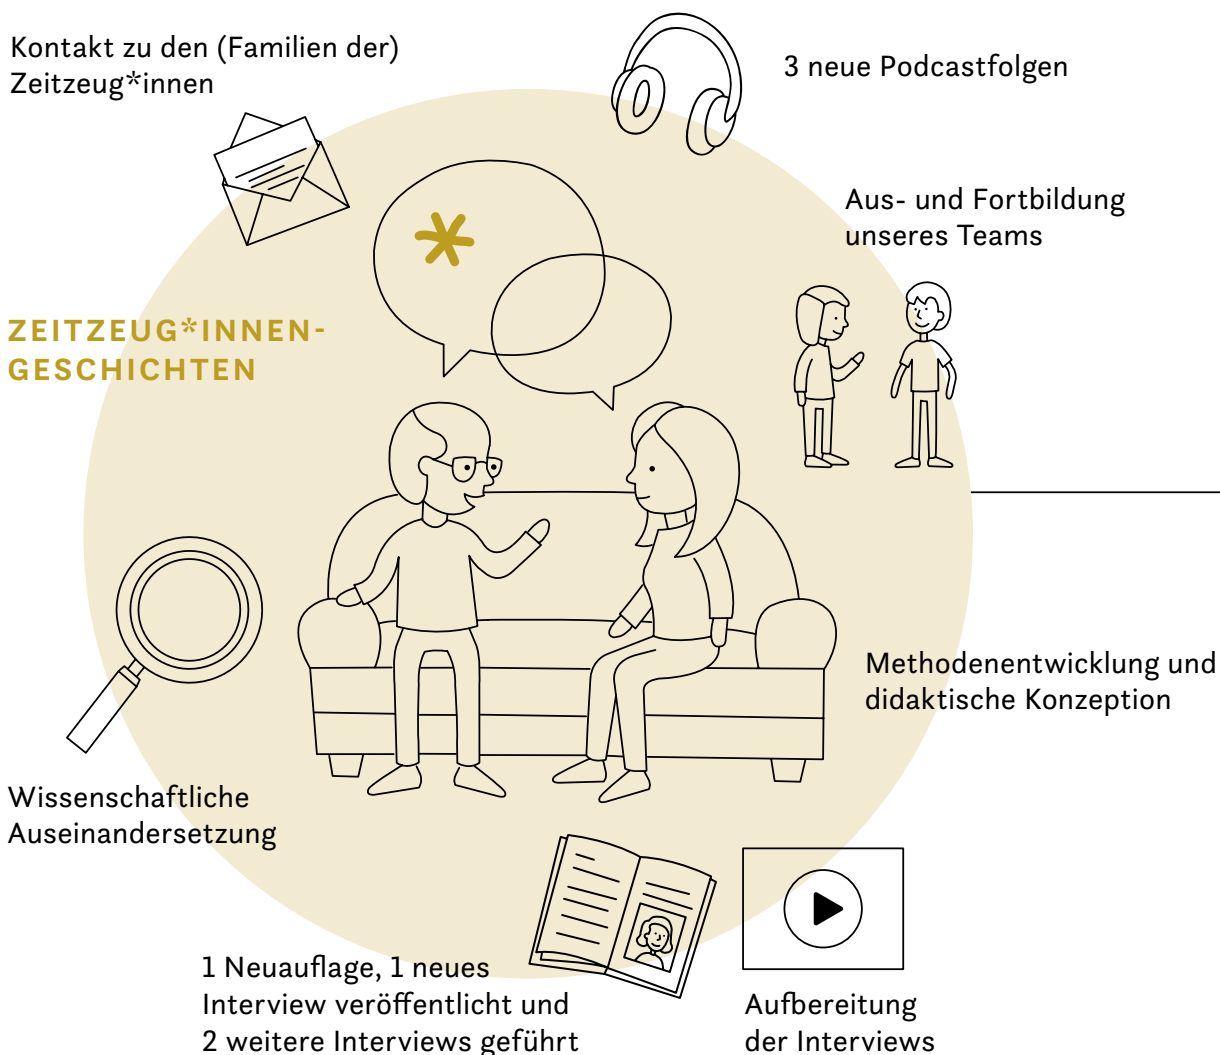 Kontakt zu den (Familien der)
Zeitzeug*innen
3 neue Podcastfolgen
Aus- und Fortbildung
unseres Teams
ZEITZEUG*INNEN-
GESCHICHTEN
Methodenentwicklung und
didaktische Konzeption
Wissenschaftliche
Auseinandersetzung
1 Neuauflage, 1 neues
Interview veröffentlicht und
2 weitere Interviews geführt
Aufbereitung
der Interviews